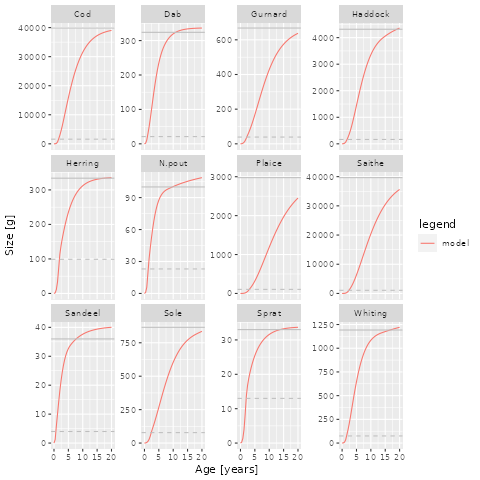 Cod Dab Gurnard Haddock
40000 30000 20000 10000 0
300 200 100 0
600 400 200 0
4000 3000 2000 1000 0
Herring N.pout Plaice Saithe
300 200 100 0
90 60 30 0
3000 2000 1000 0
40000 30000 20000 10000 0
Sandeel Sole Sprat Whiting
40 30 20 10 0
750 500 250 0
30 20 10 0
1250 1000 750 500 250 0
0 5 10 15 20 0 5 10 15 20 0 5 10 15 20 0 5 10 15 20
Age [years]
Size [g]
legend
model